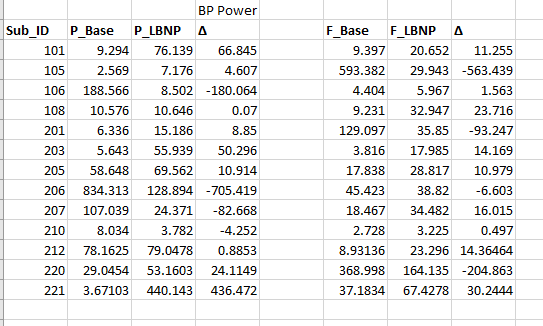 BP Power
Sub_ID P_Base P_LBNP Δ F_Base F_LBNP Δ
101 9.294 76.139 66.845 9.397 20.652 11.255
105 2.569 7.176 4.607 593.382 29.943 -563.439
106 188.566 8.502 -180.064 4.404 5.967 1.563
108 10.576 10.646 0.07 9.231 32.947 23.716
201 6.336 15.186 8.85 129.097 35.85 -93.247
203 5.643 55.939 50.296 3.816 17.985 14.169
205 58.648 69.562 10.914 17.838 28.817 10.979
206 834.313 128.894 -705.419 45.423 38.82 -6.603
207 107.039 24.371 -82.668 18.467 34.482 16.015
210 8.034 3.782 -4.252 2.728 3.225 0.497
212 78.1625 79.0478 0.8853 8.93136 23.296 14.36464
220 29.0454 53.1603 24.1149 368.998 164.135 -204.863
221 3.67103 440.143 436.472 37.1834 67.4278 30.2444